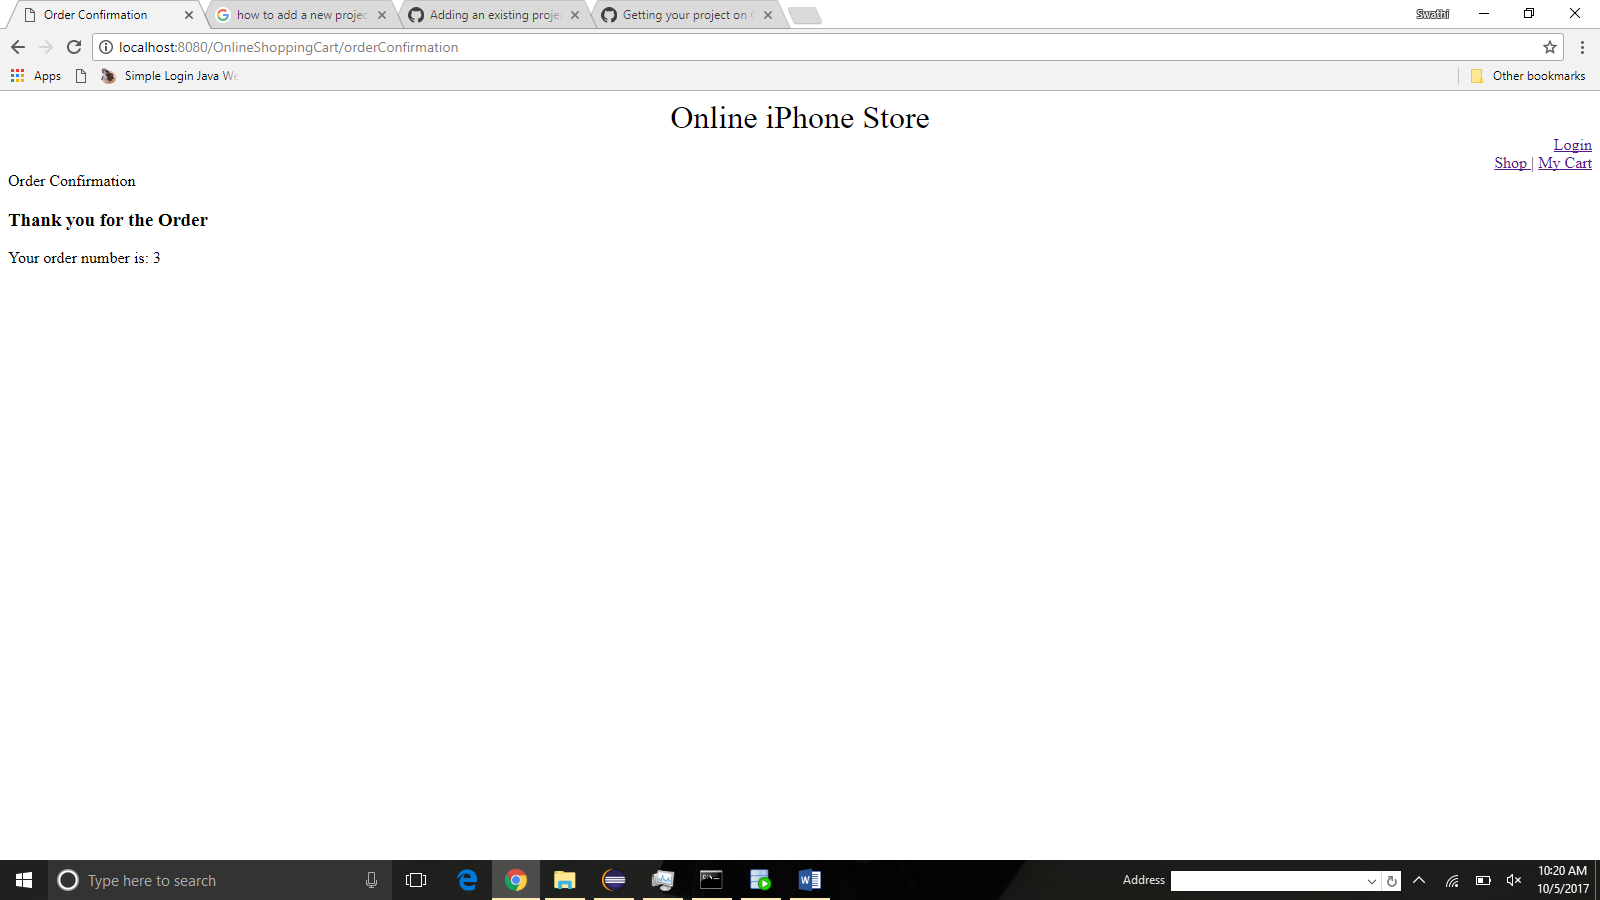 Order Confirmation
how to add a new projec
Adding an existing proje
Getting your project on
Swathi
localhost:8080/OnlineShoppingCart/orderConfirmation
Apps
Simple Login Java We
Other bookmarks
Online iPhone Store
Login
Shop | My Cart
Order Confirmation
Thank you for the Order
Your order number is: 3
Type here to search
Address
10:20 AM
10/5/2017